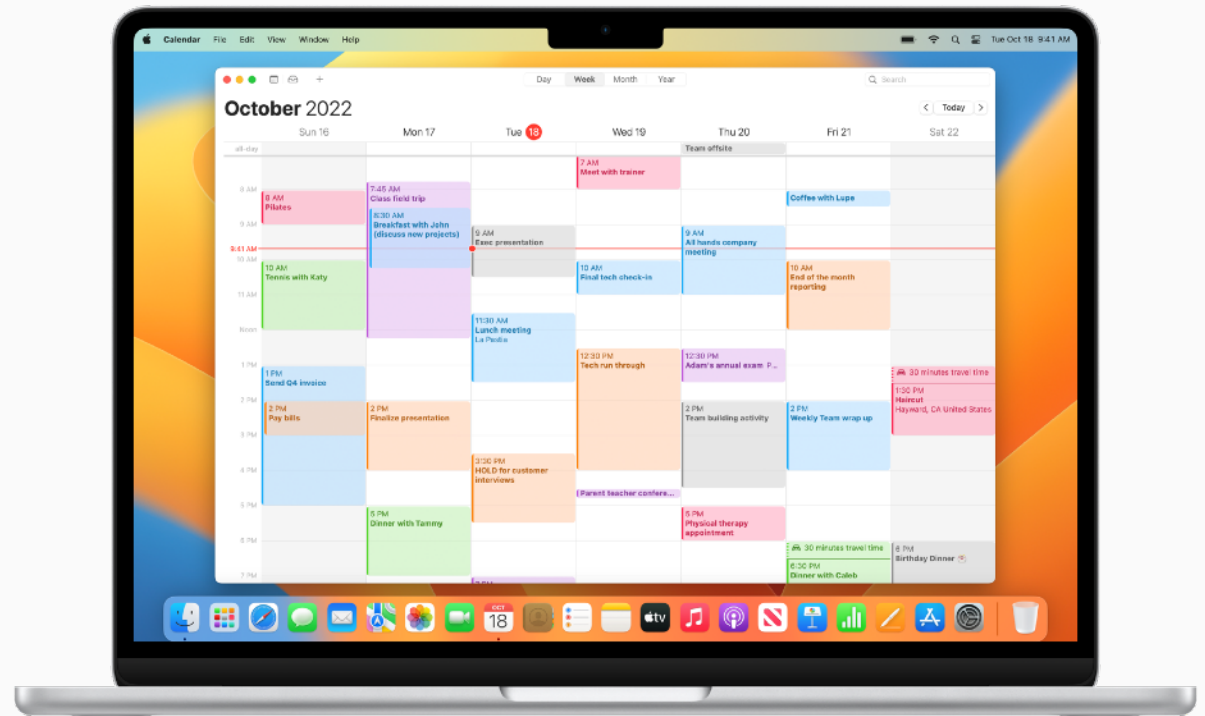 Calendar File Edit View Window Help
Tue Oct 18 9:41 AM
Day Week Month Year
Search
October 2022
Today
Sun 16 Mon 17 Tue 18 Wed 19 Thu 20 Fri 21 Sat 22
all-day
Team offsite
8 AM
9 AM
9:41 AM
10 AM
11 AM
Noon
1 PM
2 PM
3 PM
4 PM
5 PM
6 PM
7 PM
8 AM
Pilates
10 AM
Tennis with Katy
1 PM
Send Q4 invoice
2 PM
Pay bills
7:45 AM
Class field trip
8:30 AM
Breakfast with John
(discuss new projects)
2 PM
Finalize presentation
5 PM
Dinner with Tammy
9 AM
Exec presentation
11:30 AM
Lunch meeting
3:30 PM
HOLD for customer
interviews
7 AM
Meet with trainer
10 AM
Final tech check-in
12:30 PM
Tech run through
Parent teacher confere...
9 AM
All hands company
meeting
12:30 PM
Adam's annual exam P...
2 PM
Team building activity
5 PM
Physical therapy
appointment
Coffee with Lupe
10 AM
End of the month
reporting
2 PM
Weekly Team wrap up
30 minutes travel time
6:30 PM
Dinner with Caleb
30 minutes travel time
1:30 PM
Haircut
Hayward, CA United States
6 PM
Birthday Dinner
OCT
18
tv